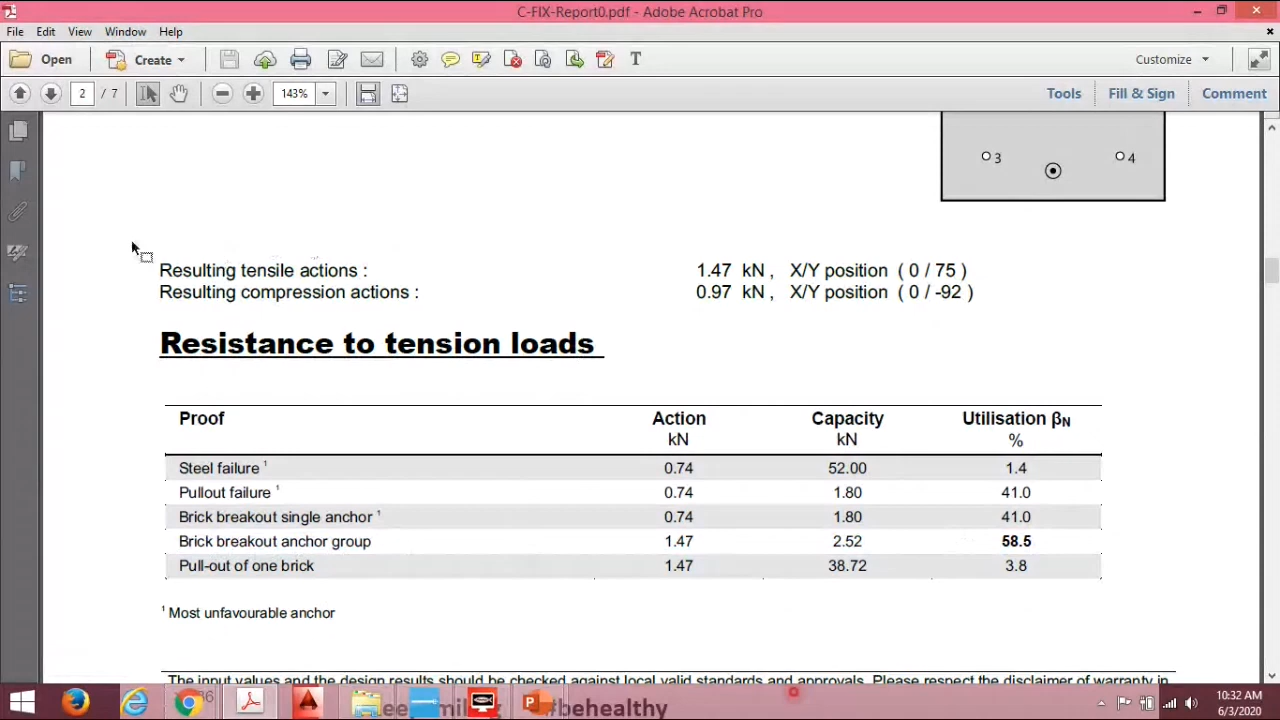 C-FIX-Report0.pdf - Adobe Acrobat Pro
File Edit View Window Help
Open Create Customize
2 / 7 143% Tools Fill & Sign Comment
3 4
Resulting tensile actions : 1.47 kN , X/Y position ( 0 / 75 )
Resulting compression actions : 0.97 kN , X/Y position ( 0 / -92 )
Resistance to tension loads
Proof Action Capacity Utilisation βN
kN kN %
Steel failure 1 0.74 52.00 1.4
Pullout failure 1 0.74 1.80 41.0
Brick breakout single anchor 1 0.74 1.80 41.0
Brick breakout anchor group 1.47 2.52 58.5
Pull-out of one brick 1.47 38.72 3.8
1 Most unfavourable anchor
The input values and the design results should be checked against local valid standards and approvals. Please respect the disclaimer of warranty in
#behealthy
10:32 AM
6/3/2020